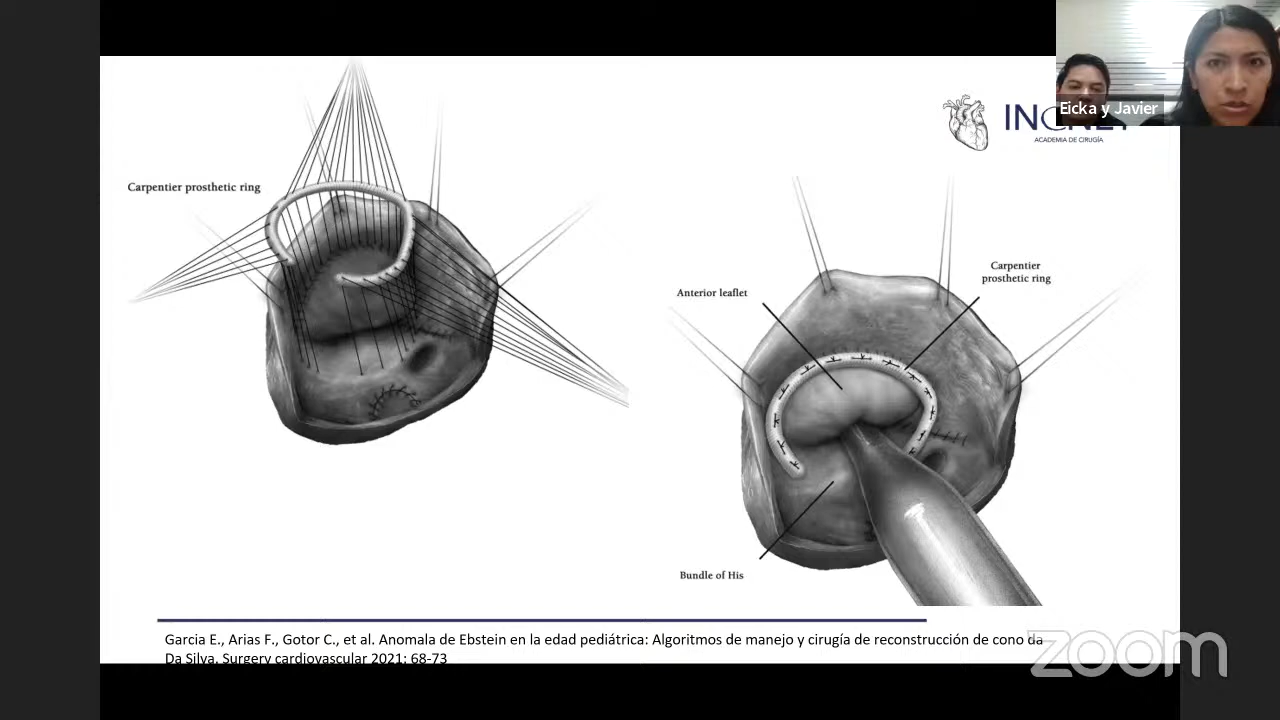 Eicka y Javier
ACADEMIA DE CIRUGÍA
Carpentier prosthetic ring
Carpentier
prosthetic ring
Anterior leaflet
Bundle of His
Garcia E., Arias F., Gotor C., et al. Anomala de Ebstein en la edad pediátrica: Algoritmos de manejo y cirugía de reconstrucción de cono da
Da Silva. Surgery cardiovascular 2021; 68-73
zoom